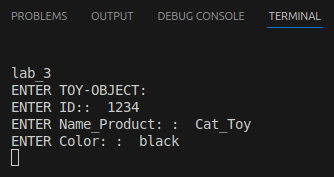 PROBLEMS OUTPUT DEBUG CONSOLE TERMINAL
lab_3
ENTER TOY-OBJECT:
ENTER ID:: 1234
ENTER Name_Product: : Cat_Toy
ENTER Color: : black